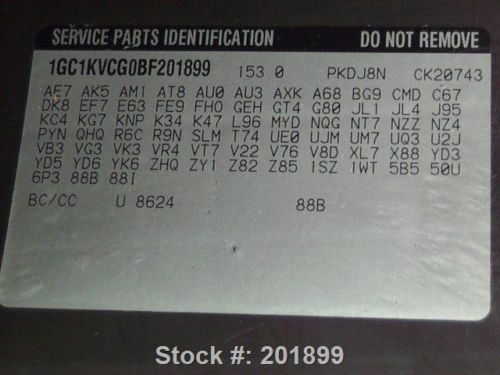 SERVICE PARTS IDENTIFICATION DO NOT REMOVE
1GC1KVCG0BF201899 153.0 PKDJ8N CK20743
AE7 AK5 AM1 AT8 AU0 AU3 AXK A68 BG9 CMD C67
DK8 EF7 E63 FE9 FHO GEH GT4 G80 JL1 JL4 J95
KC4 KG7 KNP K34 K47 L96 MYD NQG NT7 NZZ NZ4
PYN QHQ R6C R9N SLM T74 UE0 UJM UM7 UQ3 U2J
VB3 VG3 VK3 VR4 VT7 V22 V76 V8D XL7 X88 YD3
YD5 YD6 YK6 ZHQ ZY1 Z82 Z85 1SZ 1WT 5B5 50U
6P3 88B 88I
BC/CC U 8624 88B
Stock #: 201899